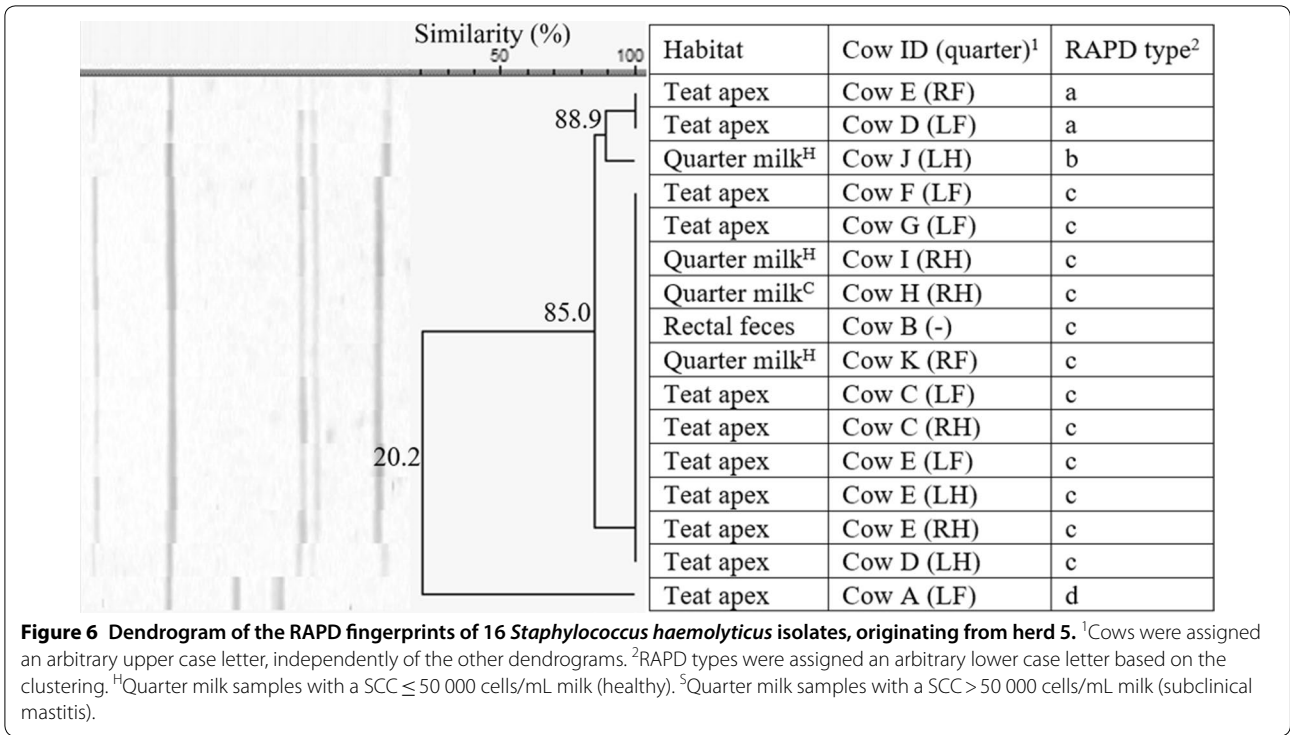 Similarity (%)
50 100
Habitat Cow ID (quarter)¹ RAPD type²
Teat apex Cow E (RF) a
88.9 Teat apex Cow D (LF) a
Quarter milkᴴ Cow J (LH) b
Teat apex Cow F (LF) c
Teat apex Cow G (LF) c
Quarter milkᴴ Cow I (RH) c
85.0 Quarter milkᶜ Cow H (RH) c
Rectal feces Cow B (-) c
Quarter milkᴴ Cow K (RF) c
Teat apex Cow C (LF) c
Teat apex Cow C (RH) c
20.2 Teat apex Cow E (LF) c
Teat apex Cow E (LH) c
Teat apex Cow E (RH) c
Teat apex Cow D (LH) c
Teat apex Cow A (LF) d
Figure 6 Dendrogram of the RAPD fingerprints of 16 Staphylococcus haemolyticus isolates, originating from herd 5. ¹Cows were assigned
an arbitrary upper case letter, independently of the other dendrograms. ²RAPD types were assigned an arbitrary lower case letter based on the
clustering. ᴴQuarter milk samples with a SCC ≤ 50 000 cells/mL milk (healthy). ˢQuarter milk samples with a SCC > 50 000 cells/mL milk (subclinical
mastitis).